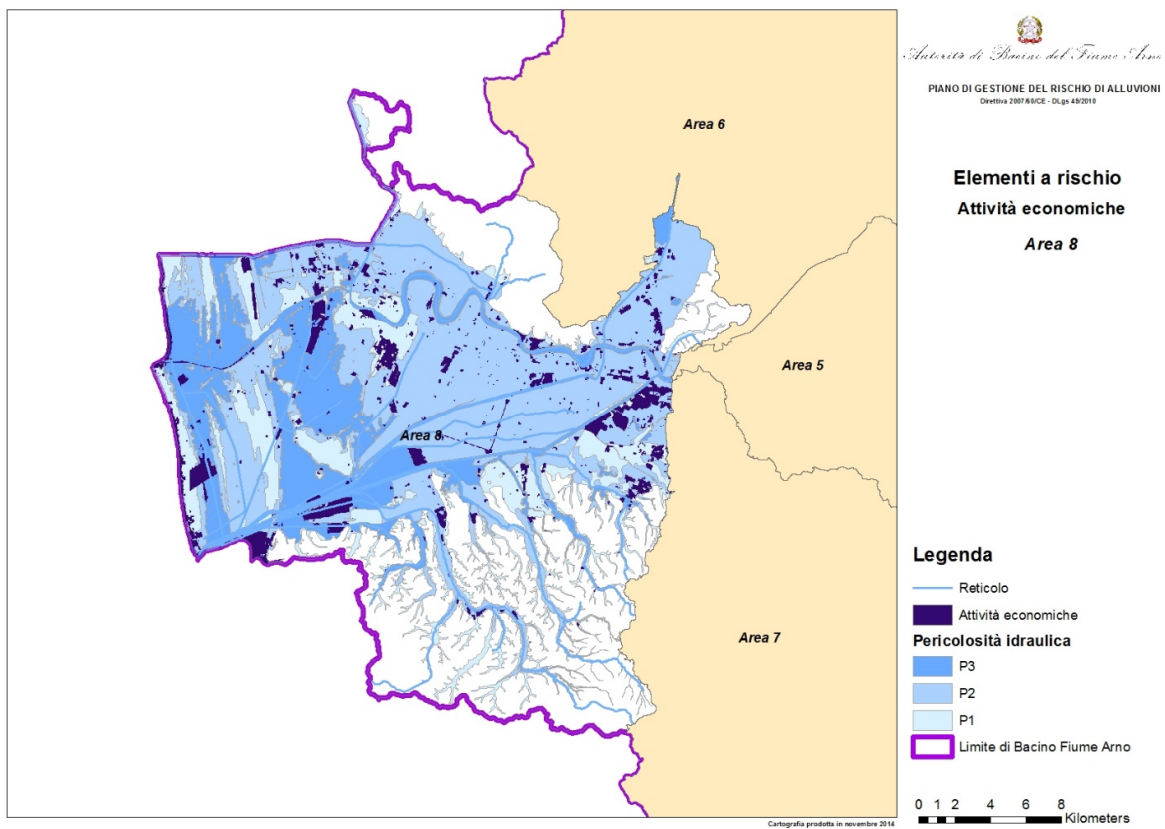 Autorità di Bacino del Fiume Arno
PIANO DI GESTIONE DEL RISCHIO DI ALLUVIONI
Direttiva 2007/60/CE - DLgs 49/2010
Elementi a rischio
Attività economiche
Area 8
Area 6
Area 5
Area 8
Area 7
Legenda
Reticolo
Attività economiche
Pericolosità idraulica
P3
P2
P1
Limite di Bacino Fiume Arno
0 1 2 4 6 8
Kilometers
Cartografia prodotta in novembre 2014